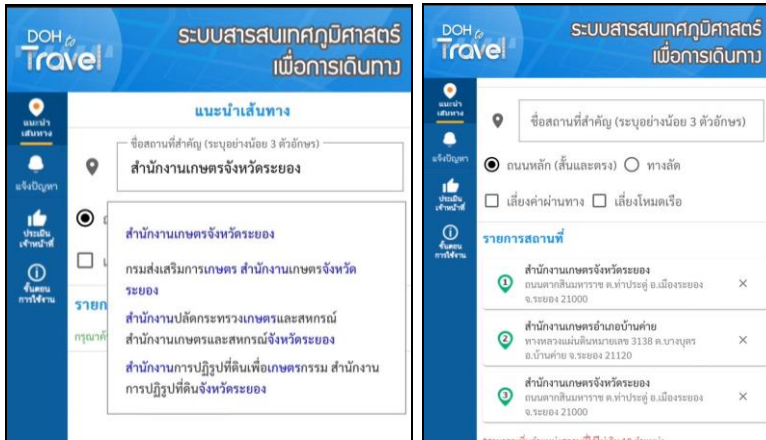 DOH to
Travel
ระบบสารสนเทศภูมิศาสตร์
เพื่อการเดินทาง
แนะนำ
เส้นทาง
แจ้งปัญหา
ประเมิน
เจ้าหน้าที่
ขั้นตอน
การใช้งาน
แนะนำเส้นทาง
ชื่อสถานที่สำคัญ (ระบุอย่างน้อย 3 ตัวอักษร)
สำนักงานเกษตรจังหวัดระยอง
สำนักงานเกษตรจังหวัดระยอง
กรมส่งเสริมการเกษตร สำนักงานเกษตรจังหวัด
ระยอง
สำนักงานปลัดกระทรวงเกษตรและสหกรณ์
สำนักงานเกษตรและสหกรณ์จังหวัดระยอง
สำนักงานการปฏิรูปที่ดินเพื่อเกษตรกรรม สำนักงาน
การปฏิรูปที่ดินจังหวัดระยอง
DOH to
Travel
ระบบสารสนเทศภูมิศาสตร์
เพื่อการเดินทาง
แนะนำ
เส้นทาง
แจ้งปัญหา
ประเมิน
เจ้าหน้าที่
ขั้นตอน
การใช้งาน
ชื่อสถานที่สำคัญ (ระบุอย่างน้อย 3 ตัวอักษร)
ถนนหลัก (สั้นและตรง) ทางลัด
เลี่ยงค่าผ่านทาง เลี่ยงโหมดเรือ
รายการสถานที่
1 สำนักงานเกษตรจังหวัดระยอง
ถนนตากสินมหาราช ต.ท่าประดู่ อ.เมืองระยอง
จ.ระยอง 21000
2 สำนักงานเกษตรอำเภอบ้านค่าย
ทางหลวงแผ่นดินหมายเลข 3138 ต.บางบุตร
อ.บ้านค่าย จ.ระยอง 21120
3 สำนักงานเกษตรจังหวัดระยอง
ถนนตากสินมหาราช ต.ท่าประดู่ อ.เมืองระยอง
จ.ระยอง 21000